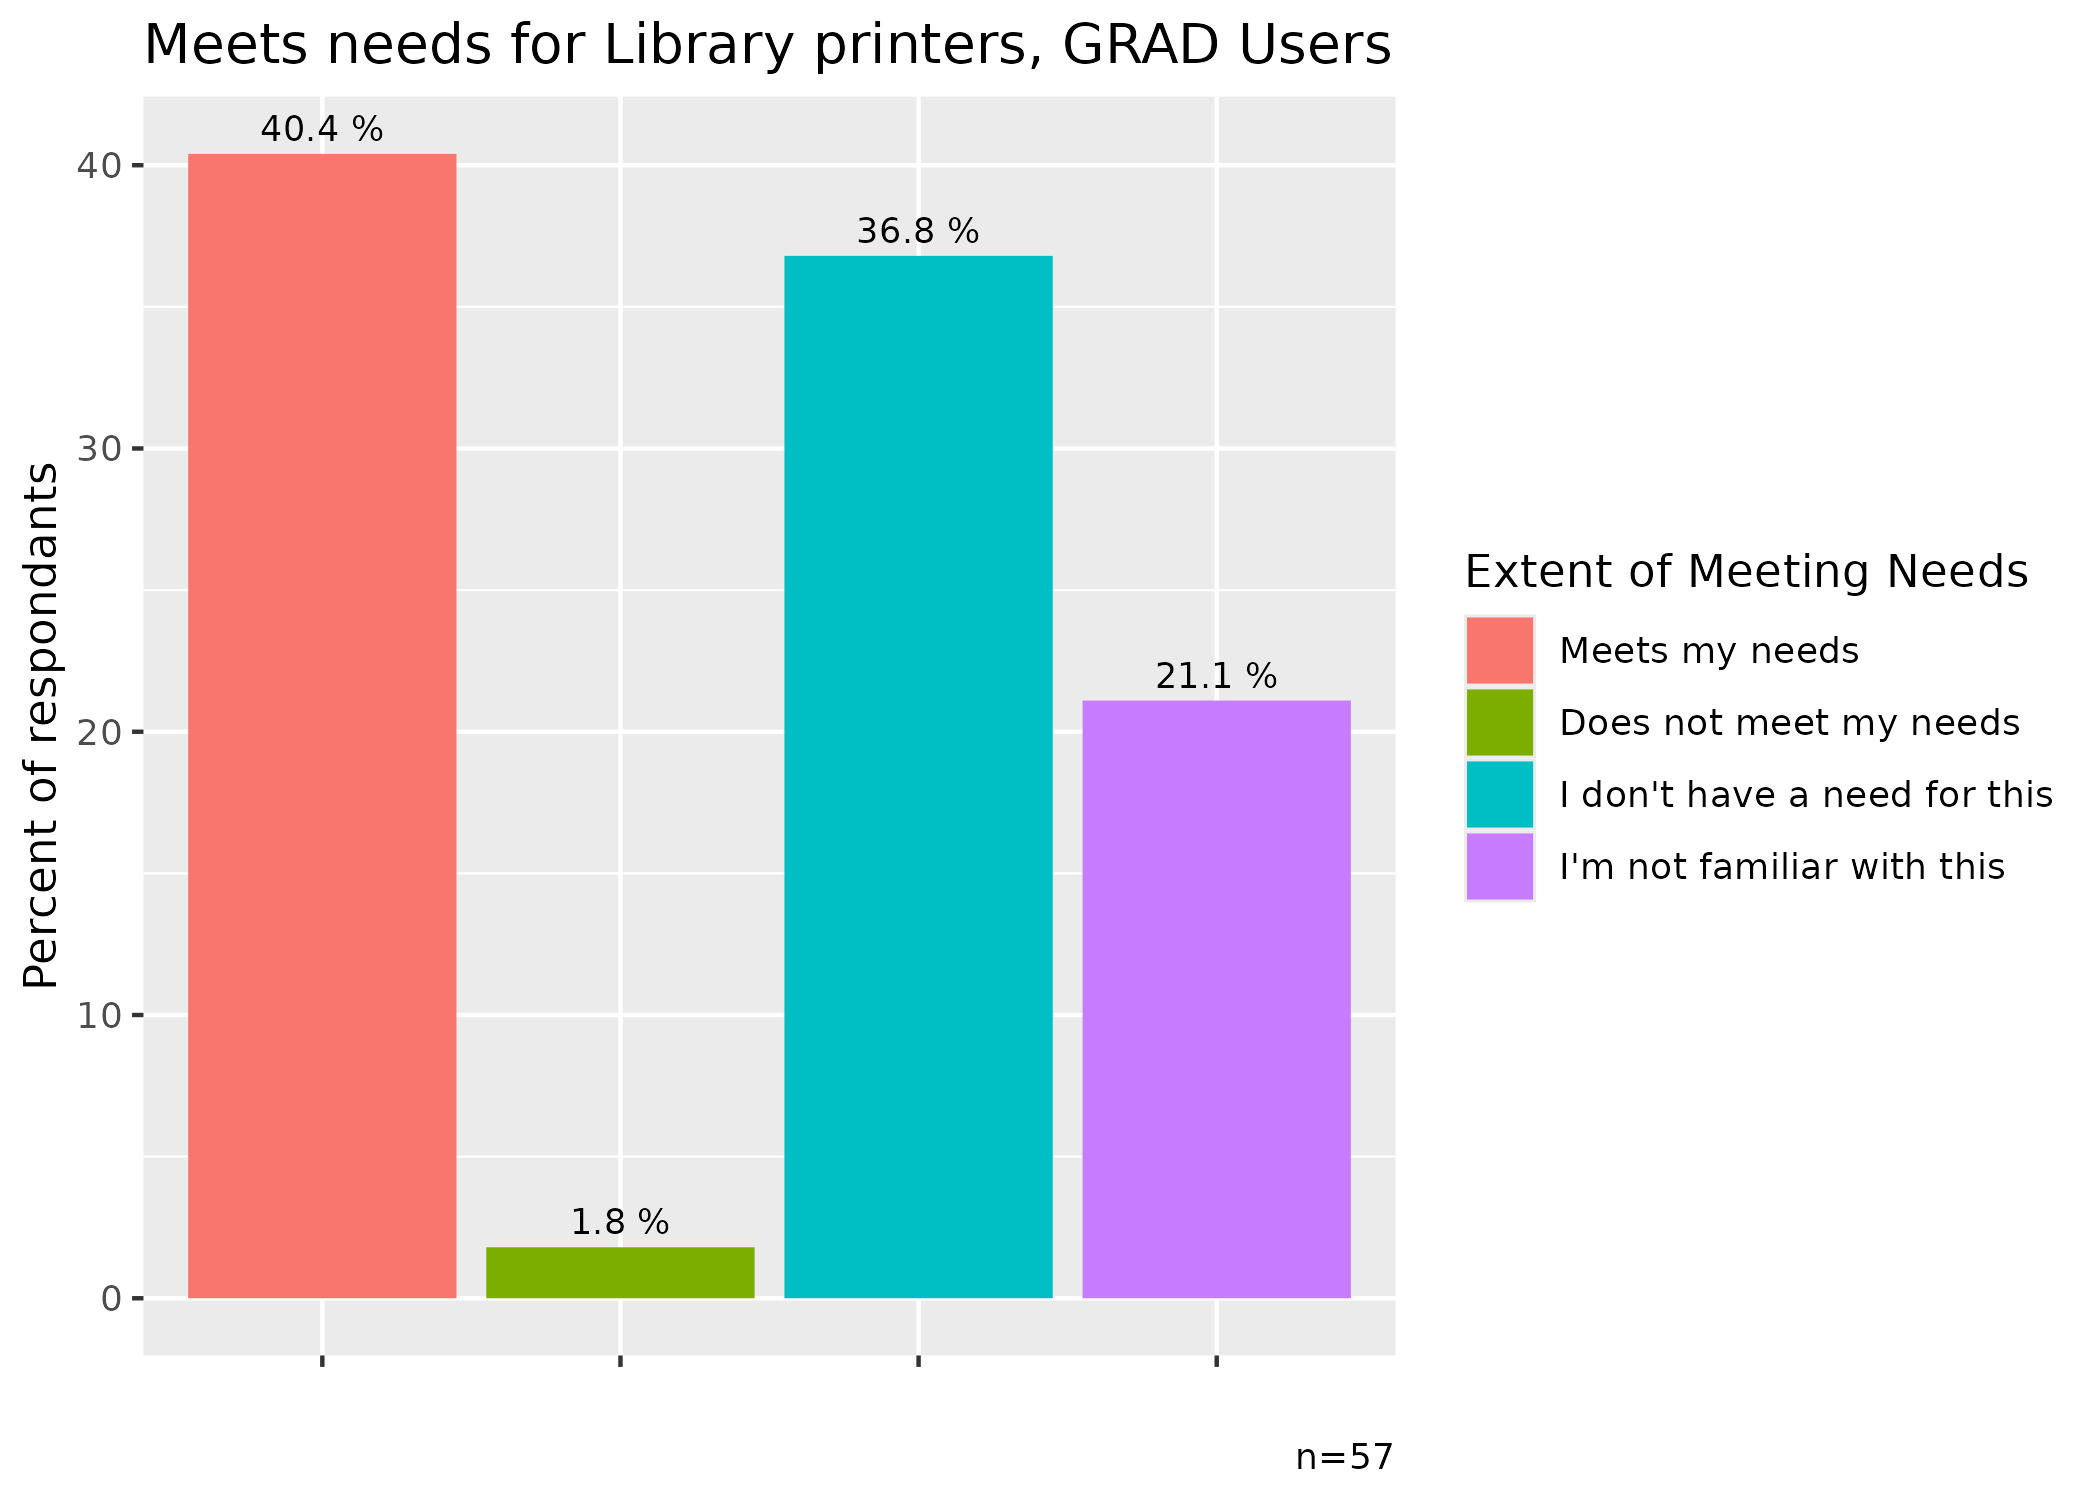 Meets needs for Library printers, GRAD Users
Percent of respondants
40
30
20
10
0
40.4 %
1.8 %
36.8 %
21.1 %
Extent of Meeting Needs
Meets my needs
Does not meet my needs
I don't have a need for this
I'm not familiar with this
n=57